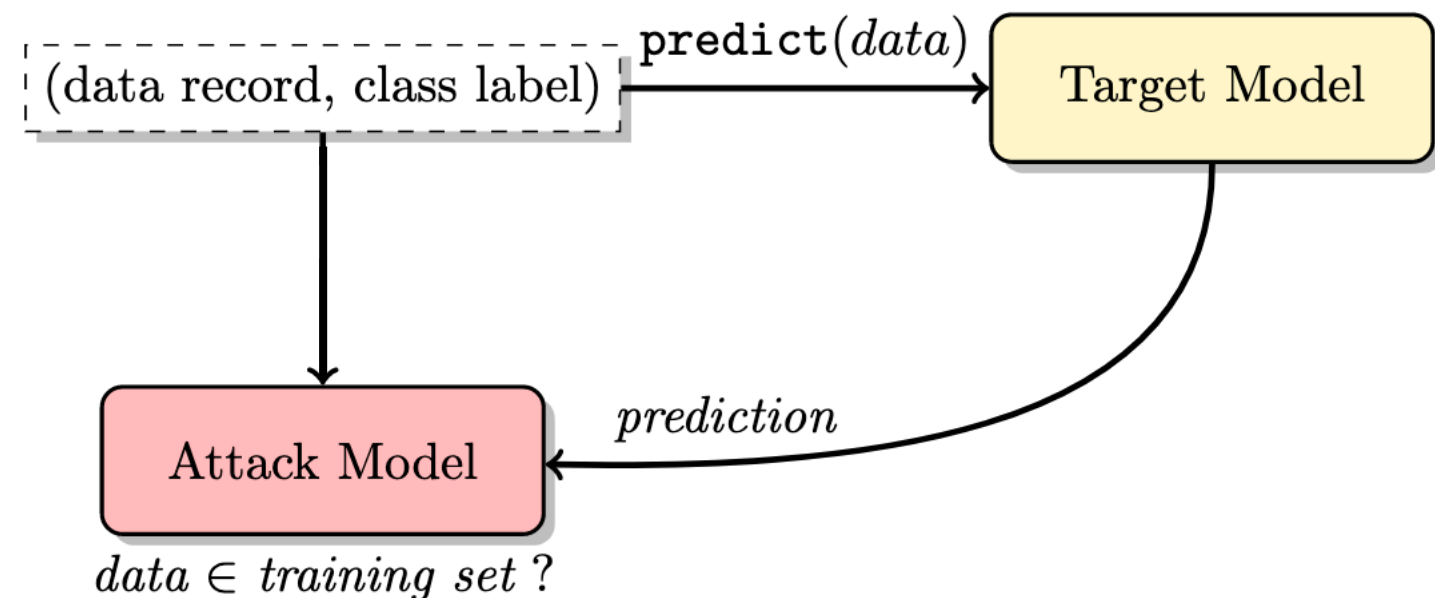 predict(data)
(data record, class label)
Target Model
prediction
Attack Model
data ∈ training set ?